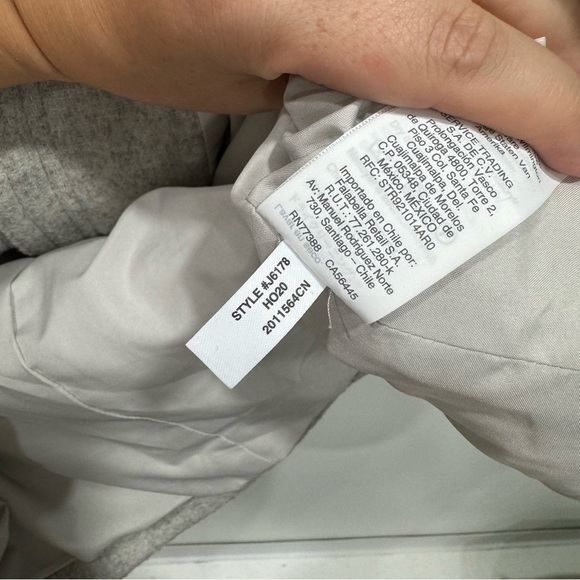 SERVICE TRADING
S.A. DE C.V.
Prolongación Vasco
de Quiroga 4800, Torre 2,
Piso 3 Col. Santa Fe
Cuajimalpa, Del.
Cuajimalpa de Morelos
C.P. 05348, Ciudad de
México, MÉXICO
RFC: STR921014AR0
Importado en Chile por:
Falabella Retail S.A.
R.U.T.: 77.261.280-K
Av. Manuel Rodríguez Norte
730, Santiago - Chile
RN77388 CA56445
STYLE #J6178
HO20
2011564CN